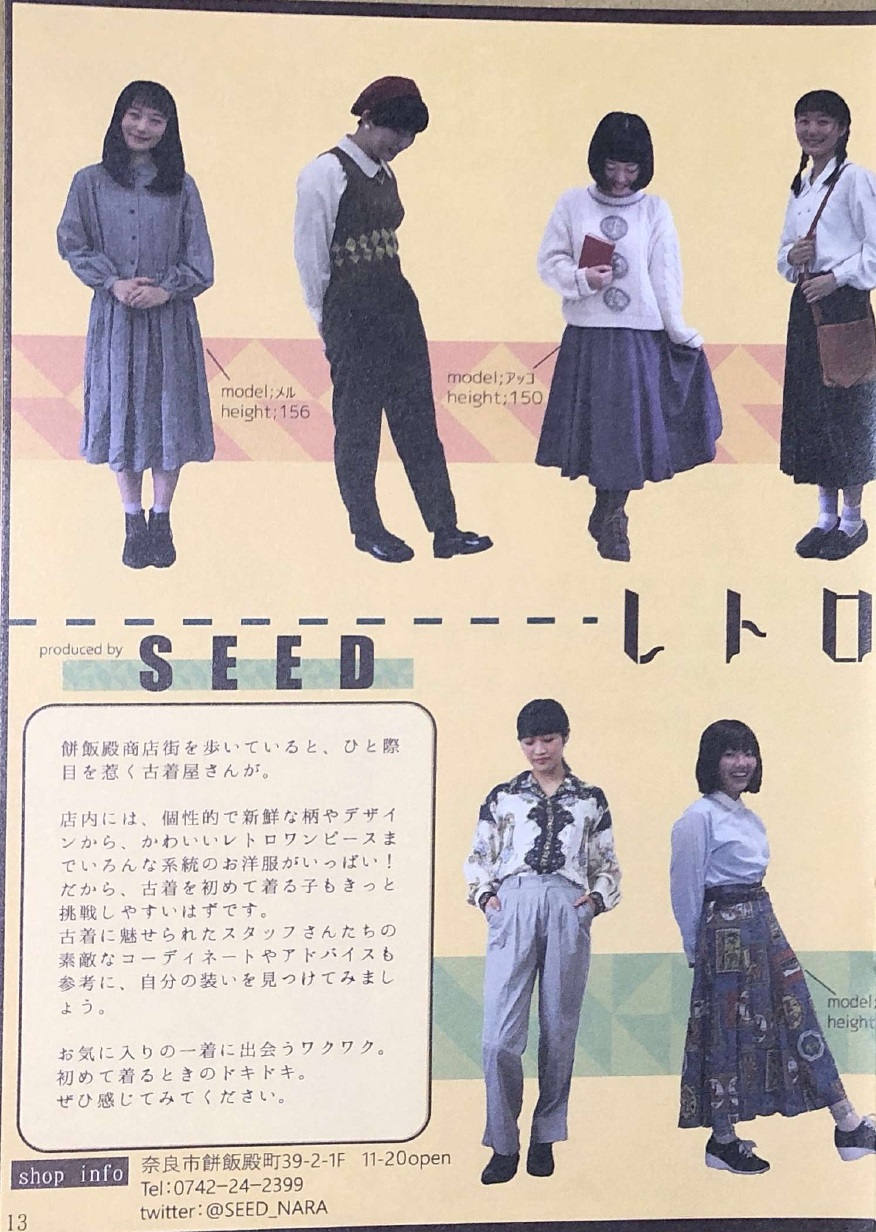 model;メル
height;156
model;アッコ
height;150
レトロ
produced by SEED
餅飯殿商店街を歩いていると、ひと際
目を惹く古着屋さんが。
店内には、個性的で新鮮な柄やデザイ
ンから、かわいいレトロワンピースま
でいろんな系統のお洋服がいっぱい！
だから、古着を初めて着る子もきっと
挑戦しやすいはずです。
古着に魅せられたスタッフさんたちの
素敵なコーディネートやアドバイスも
参考に、自分の装いを見つけてみまし
ょう。
お気に入りの一着に出会うワクワク。
初めて着るときのドキドキ。
ぜひ感じてみてください。
model;
height
shop info
奈良市餅飯殿町39-2-1F 11-20open
Tel:0742-24-2399
twitter:@SEED_NARA
13